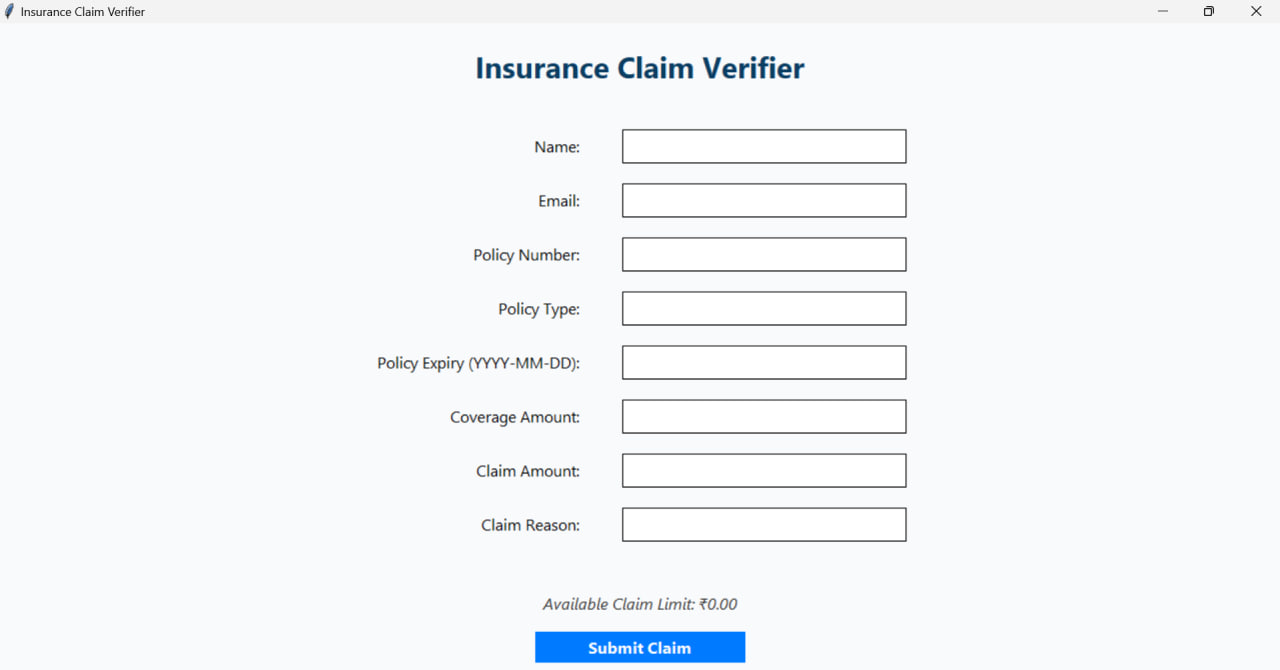 Insurance Claim Verifier
Insurance Claim Verifier
Name:
Email:
Policy Number:
Policy Type:
Policy Expiry (YYYY-MM-DD):
Coverage Amount:
Claim Amount:
Claim Reason:
Available Claim Limit: ₹0.00
Submit Claim